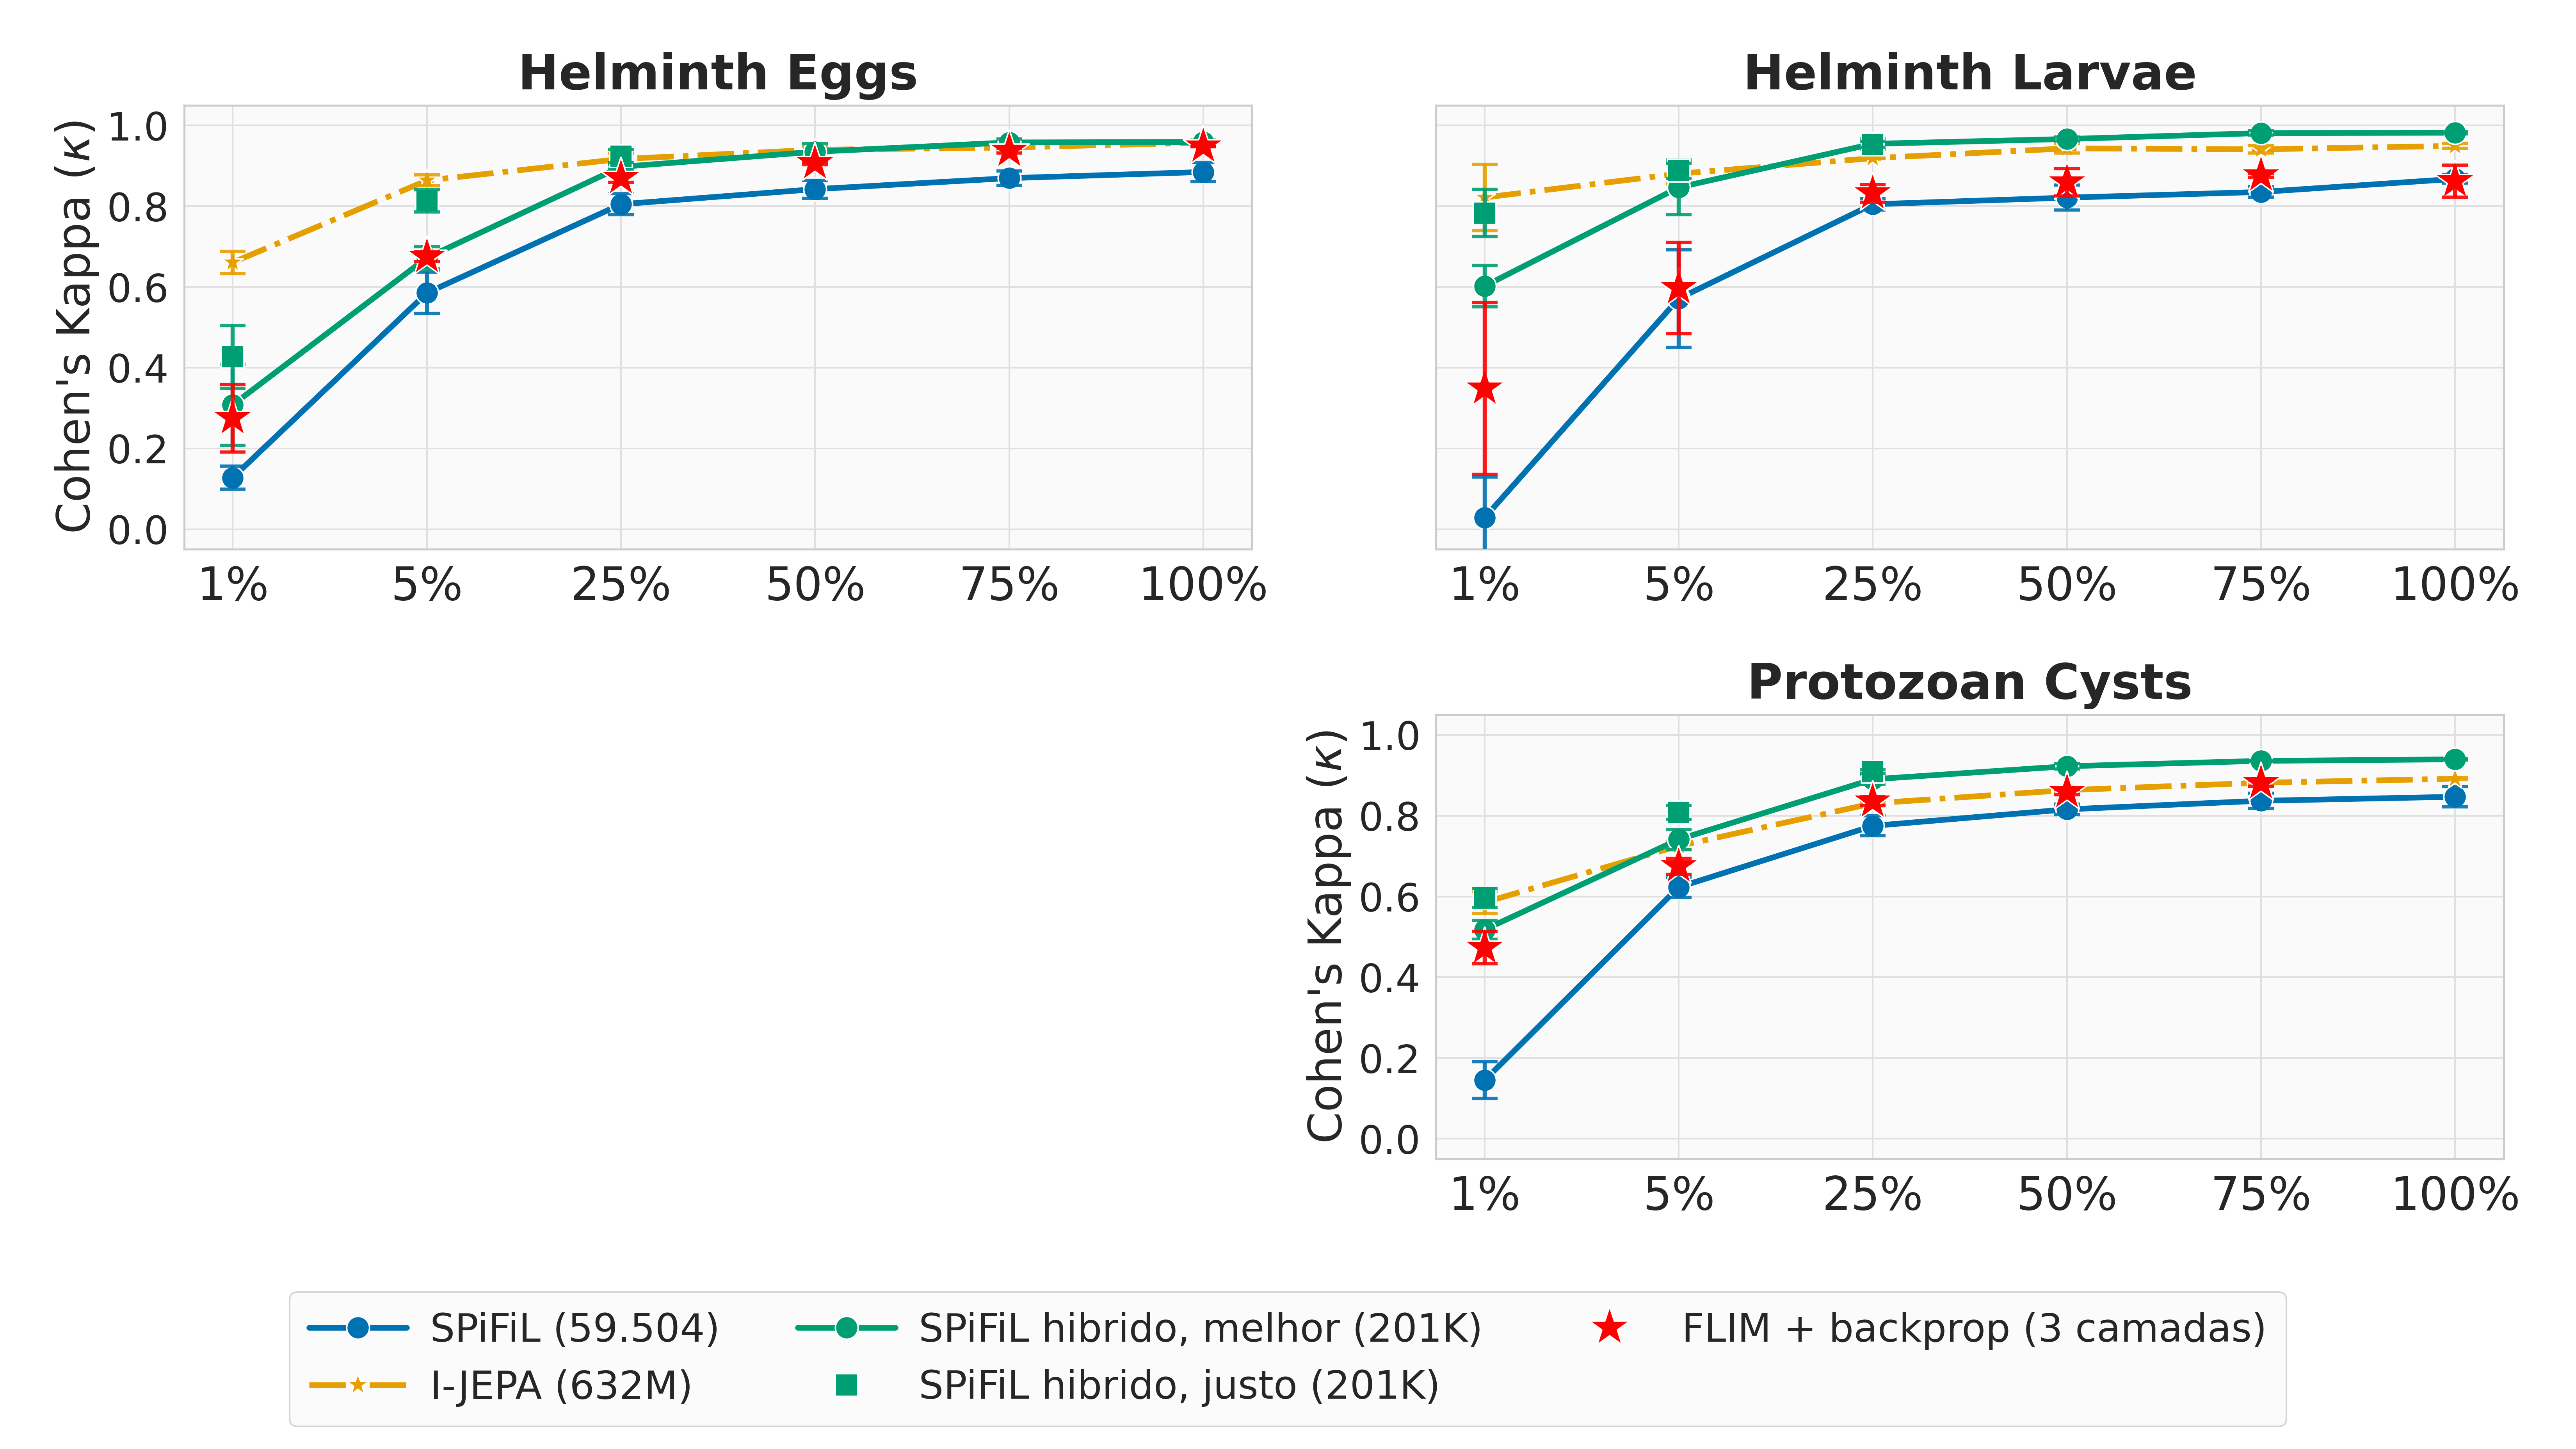 Helminth Eggs
Helminth Larvae
Cohen's Kappa (κ)
1.0
0.8
0.6
0.4
0.2
0.0
1% 5% 25% 50% 75% 100%
1% 5% 25% 50% 75% 100%
Protozoan Cysts
Cohen's Kappa (κ)
1.0
0.8
0.6
0.4
0.2
0.0
1% 5% 25% 50% 75% 100%
SPiFiL (59.504)
I-JEPA (632M)
SPiFiL hibrido, melhor (201K)
SPiFiL hibrido, justo (201K)
FLIM + backprop (3 camadas)